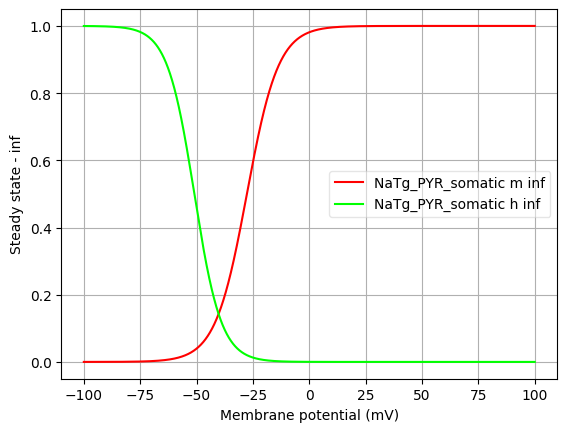 1.0
0.8
0.6
0.4
0.2
0.0
Steady state - inf
NaTg_PYR_somatic m inf
NaTg_PYR_somatic h inf
−100 −75 −50 −25 0 25 50 75 100
Membrane potential (mV)